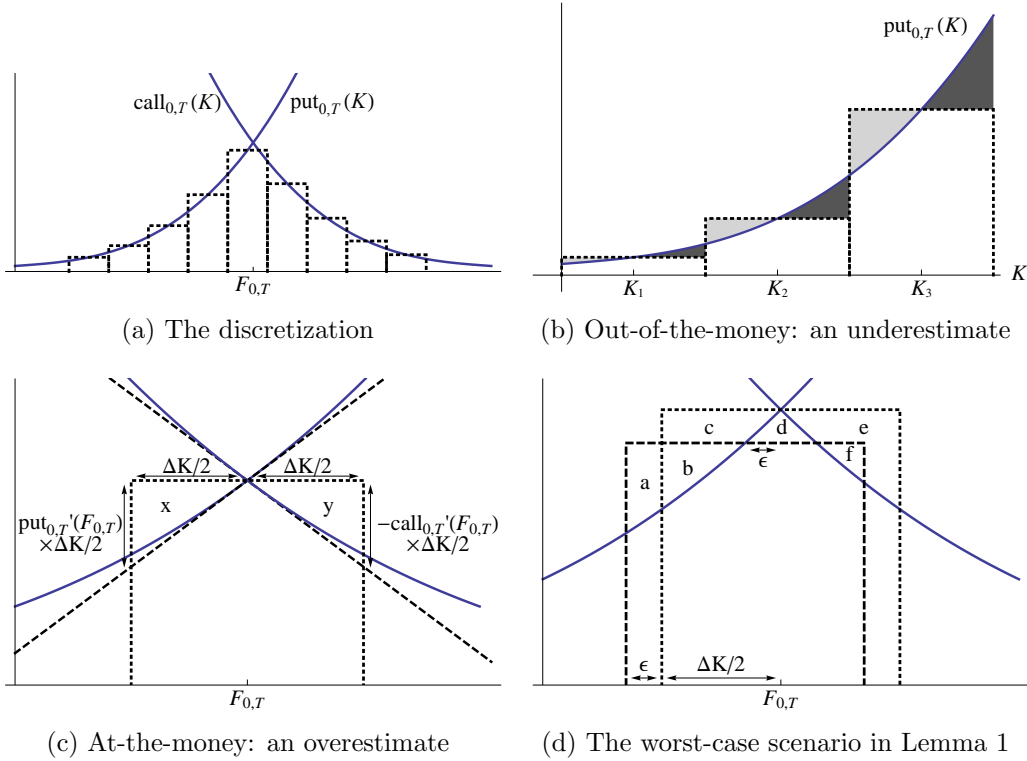 call₀,T(K)
put₀,T(K)
F₀,T
(a) The discretization
put₀,T(K)
K₁
K₂
K₃
K
(b) Out-of-the-money: an underestimate
ΔK/2
ΔK/2
x
y
put₀,T'(F₀,T)
×ΔK/2
−call₀,T'(F₀,T)
×ΔK/2
F₀,T
(c) At-the-money: an overestimate
c
d
e
a
b
ϵ
f
ϵ
ΔK/2
F₀,T
(d) The worst-case scenario in Lemma 1